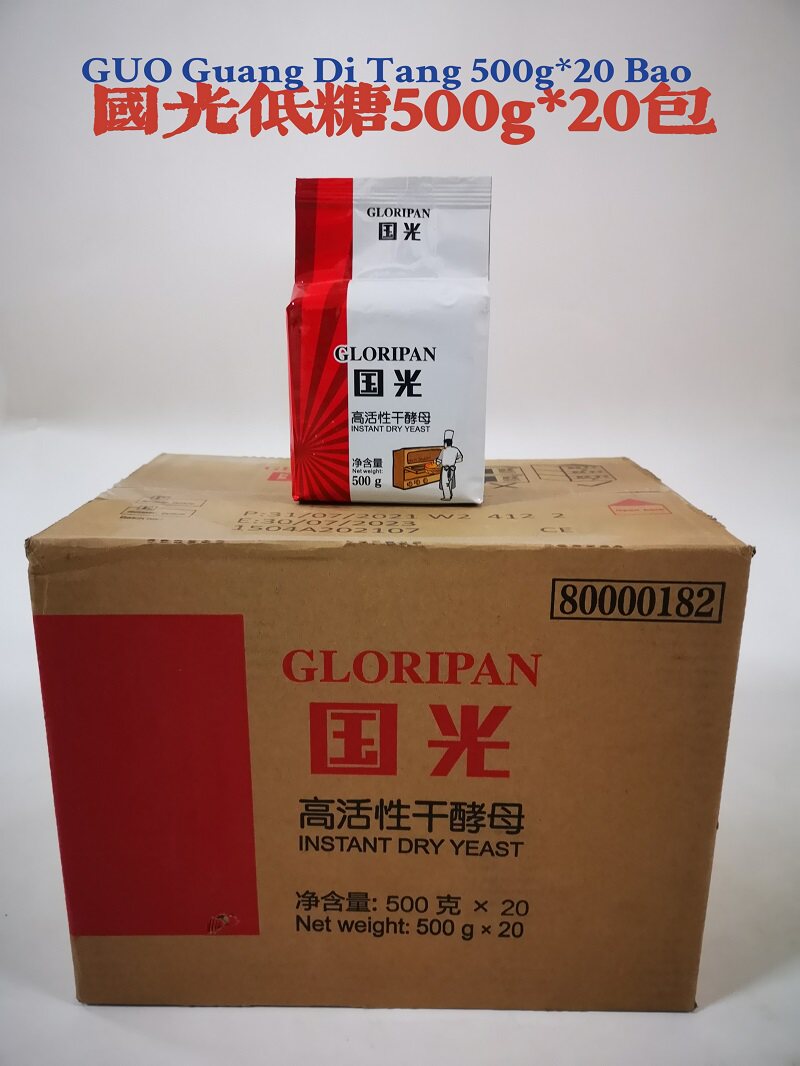 GUO Guang Di Tang 500g*20 Bao
國光低糖500g*20包
GLORIPAN
国光
GLORIPAN
国光
高活性干酵母
INSTANT DRY YEAST
净含量
Net weight:
500 g
P:31/07/2021 W2 412 2
E:30/07/2023
1504A202107
CE
80000182
GLORIPAN
国光
高活性干酵母
INSTANT DRY YEAST
净含量: 500 克 × 20
Net weight: 500 g × 20